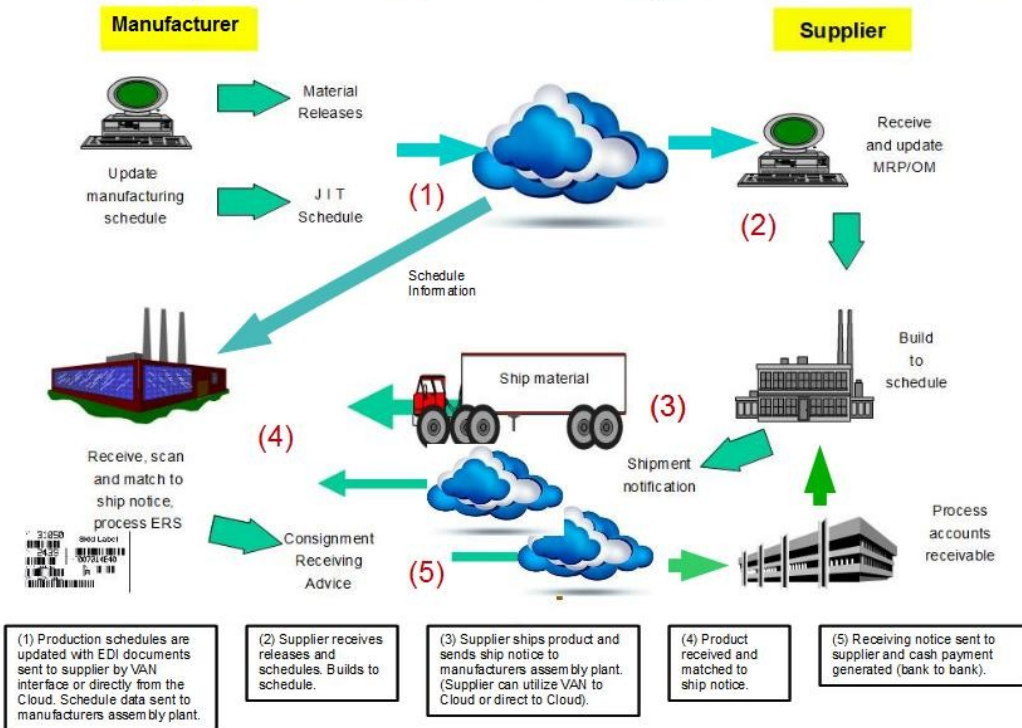 Manufacturer
Supplier
Material
Releases
Update
manufacturing
schedule
J I T
Schedule
(1)
Receive
and update
MRP/OM
(2)
Schedule
Information
Build
to
schedule
Ship material
(3)
(4)
Shipment
notification
Receive, scan
and match to
ship notice,
process ERS
31850
Skid Label
2439
Consignment
Receiving
Advice
(5)
Process
accounts
receivable
(1) Production schedules are
updated with EDI documents
sent to supplier by VAN
interface or directly from the
Cloud. Schedule data sent to
manufacturers assembly plant.
(2) Supplier receives
releases and
schedules. Builds to
schedule.
(3) Supplier ships product and
sends ship notice to
manufacturers assembly plant.
(Supplier can utilize VAN to
Cloud or direct to Cloud).
(4) Product
received and
matched to
ship notice.
(5) Receiving notice sent to
supplier and cash payment
generated (bank to bank).